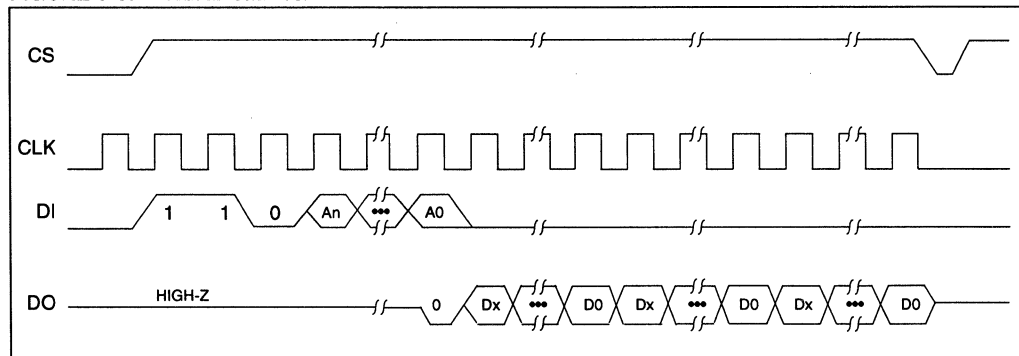 CS
CLK
DI 1 1 0 An ••• A0
DO HIGH-Z 0 Dx ••• D0 Dx ••• D0 Dx ••• D0